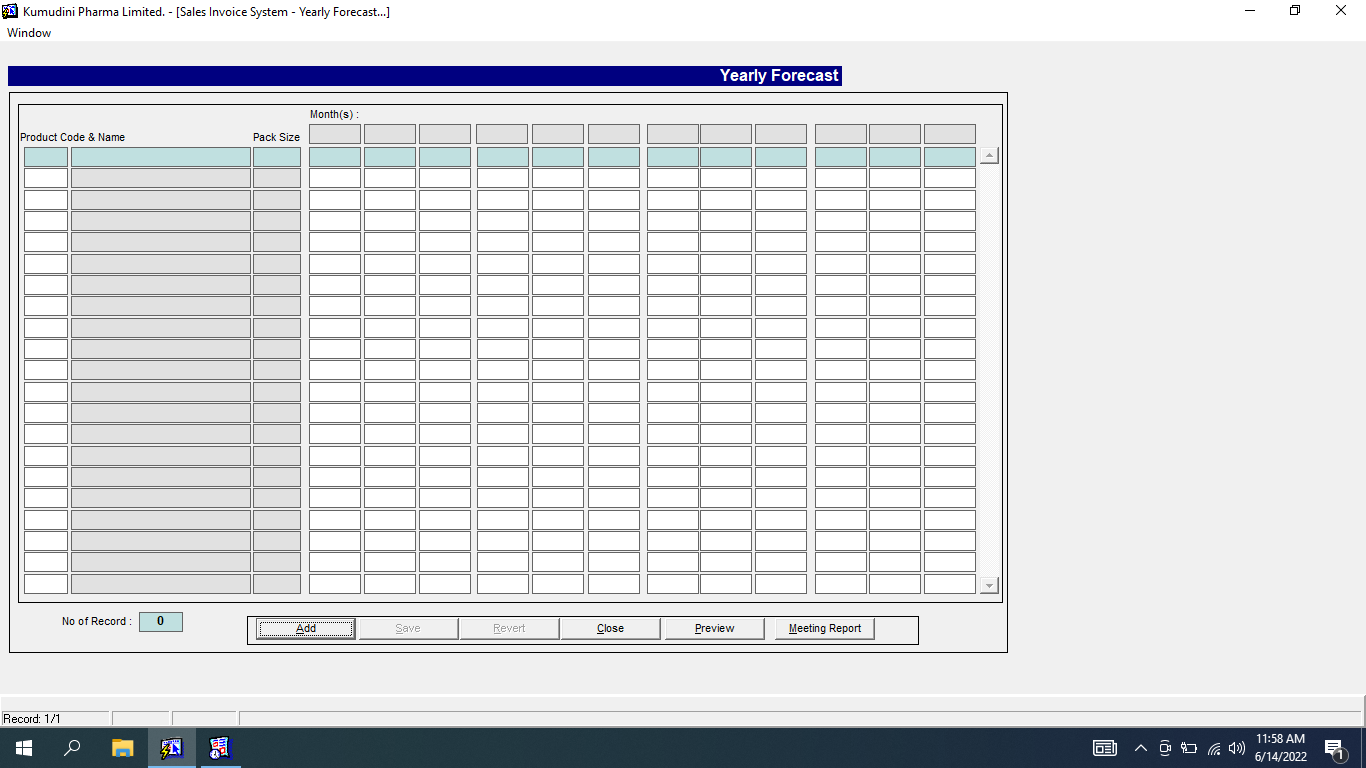 Kumudini Pharma Limited. - [Sales Invoice System - Yearly Forecast...]
Window
Yearly Forecast
Month(s) :
Product Code & Name Pack Size
No of Record : 0
Add Save Revert Close Preview Meeting Report
Record: 1/1
11:58 AM
6/14/2022
1